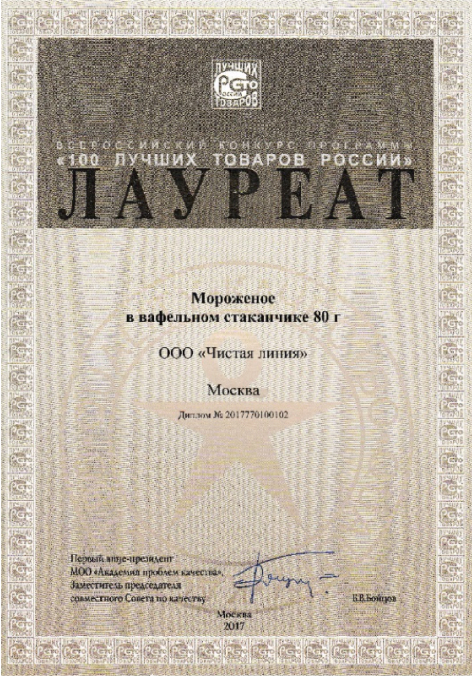 ЛУЧШИХ
РОССИИ
ТОВАРОВ
ВСЕРОССИЙСКИЙ КОНКУРС ПРОГРАММЫ
«100 ЛУЧШИХ ТОВАРОВ РОССИИ»
ЛАУРЕАТ
Мороженое
в вафельном стаканчике 80 г
ООО «Чистая линия»
Москва
Диплом № 2017770100102
Первый вице-президент
МОО «Академия проблем качества»,
Заместитель председателя
совместного Совета по качеству
В.В.Бойцов
Москва
2017